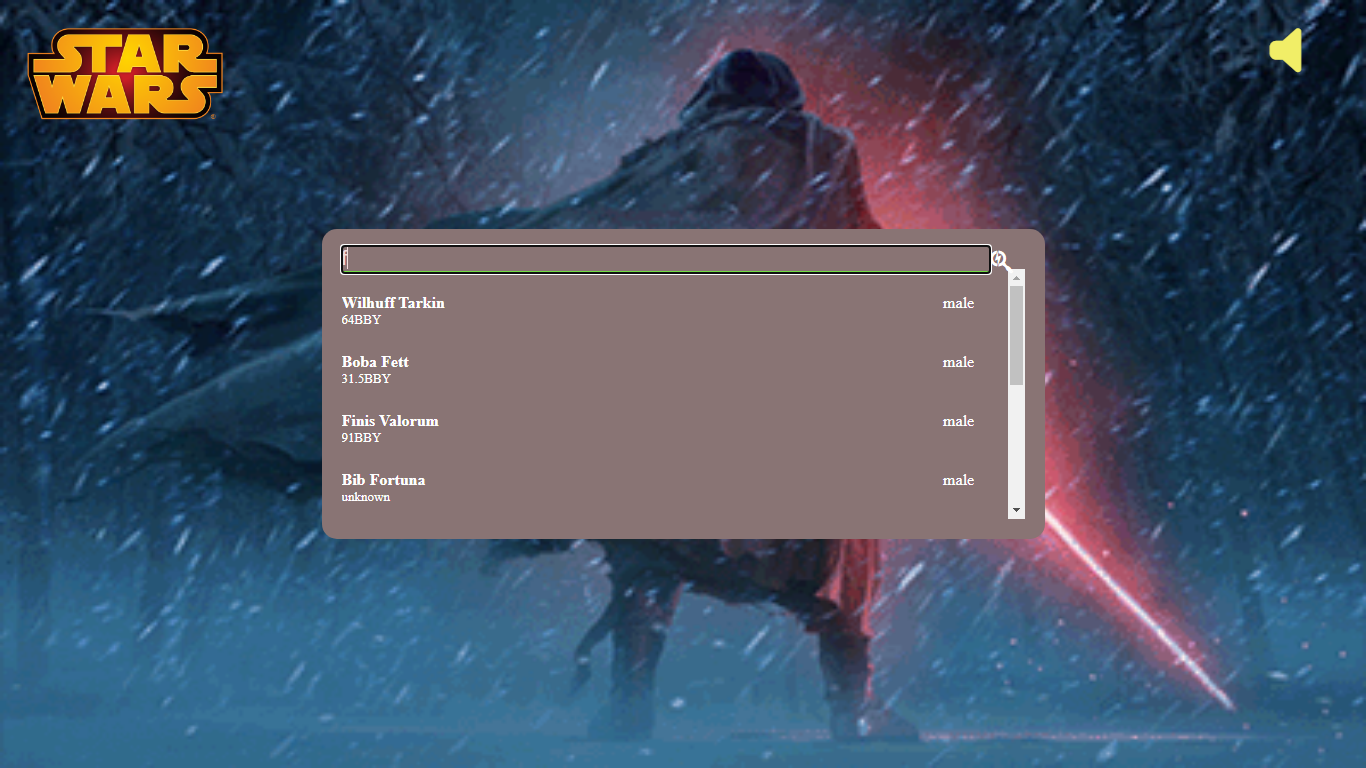 STAR
WARS
f
Wilhuff Tarkin male
64BBY
Boba Fett male
31.5BBY
Finis Valorum male
91BBY
Bib Fortuna male
unknown